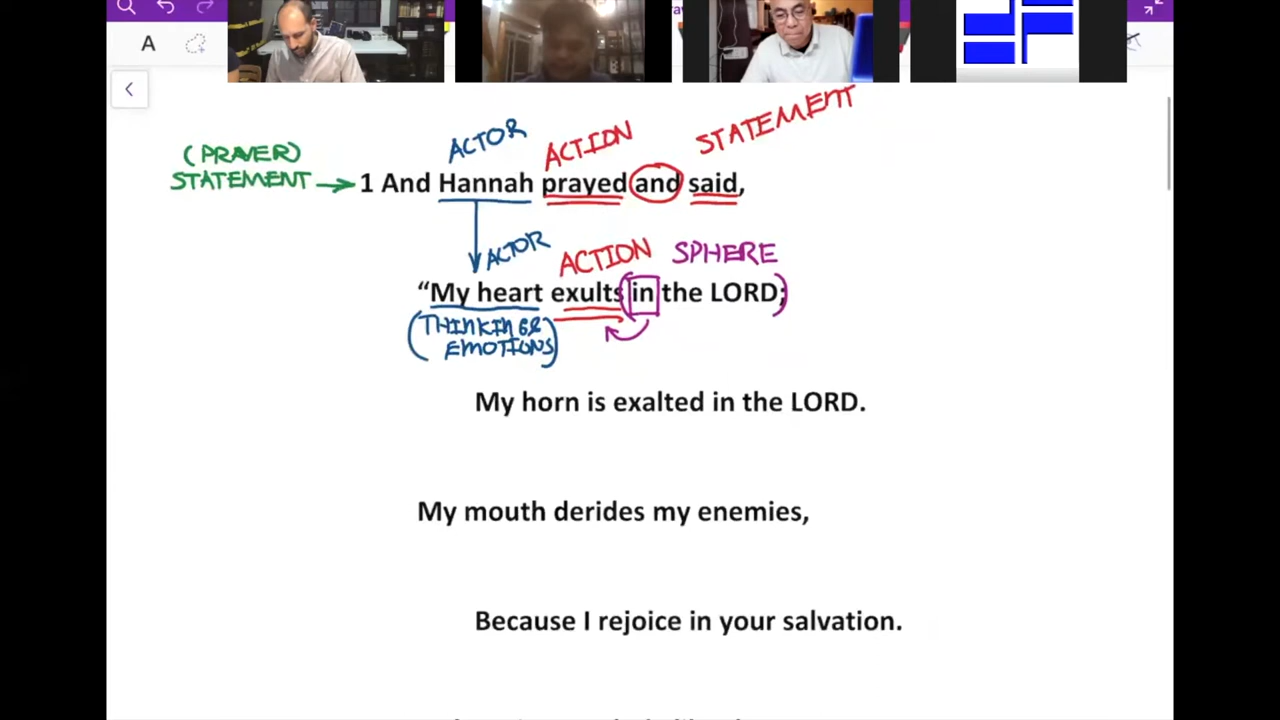 A
STATEMENT
ACTOR ACTION
(PRAYER)
STATEMENT → 1 And Hannah prayed and said,
ACTOR ACTION SPHERE
“My heart exults in the LORD;
(THINKING &
EMOTIONS)
My horn is exalted in the LORD.
My mouth derides my enemies,
Because I rejoice in your salvation.